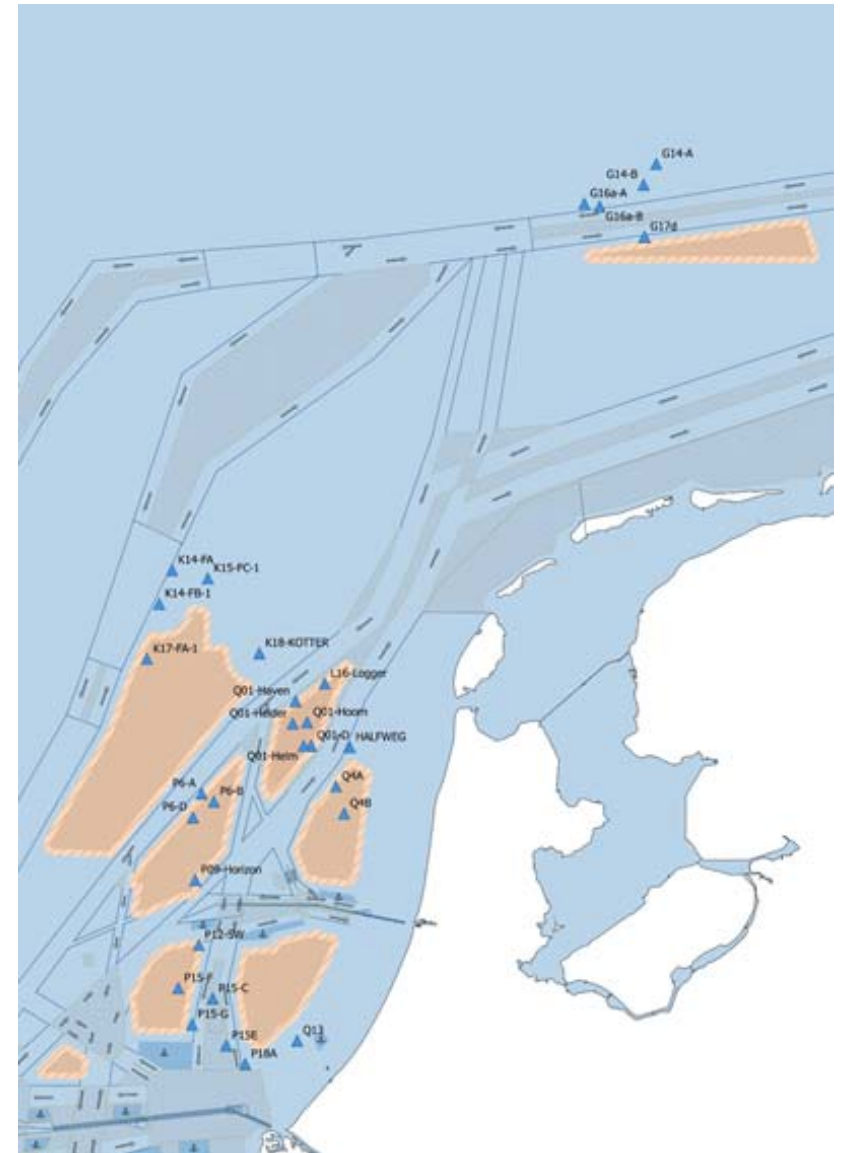 G14-A
G14-B
G16a-A
G16a-B
G17d
K14-FA
K15-FC-1
K14-FB-1
K18-KOTTER
K17-FA-1
L16-Logger
Q01-Haven
Q01-Helder
Q01-Hoorn
Q01-D
HALFWEG
Q01-Helm
Q4A
P6-A
P6-B
Q4B
P6-D
P09-Horizon
P12-SW
P15-F
P15-C
P15-G
Q13
P15E
P18A